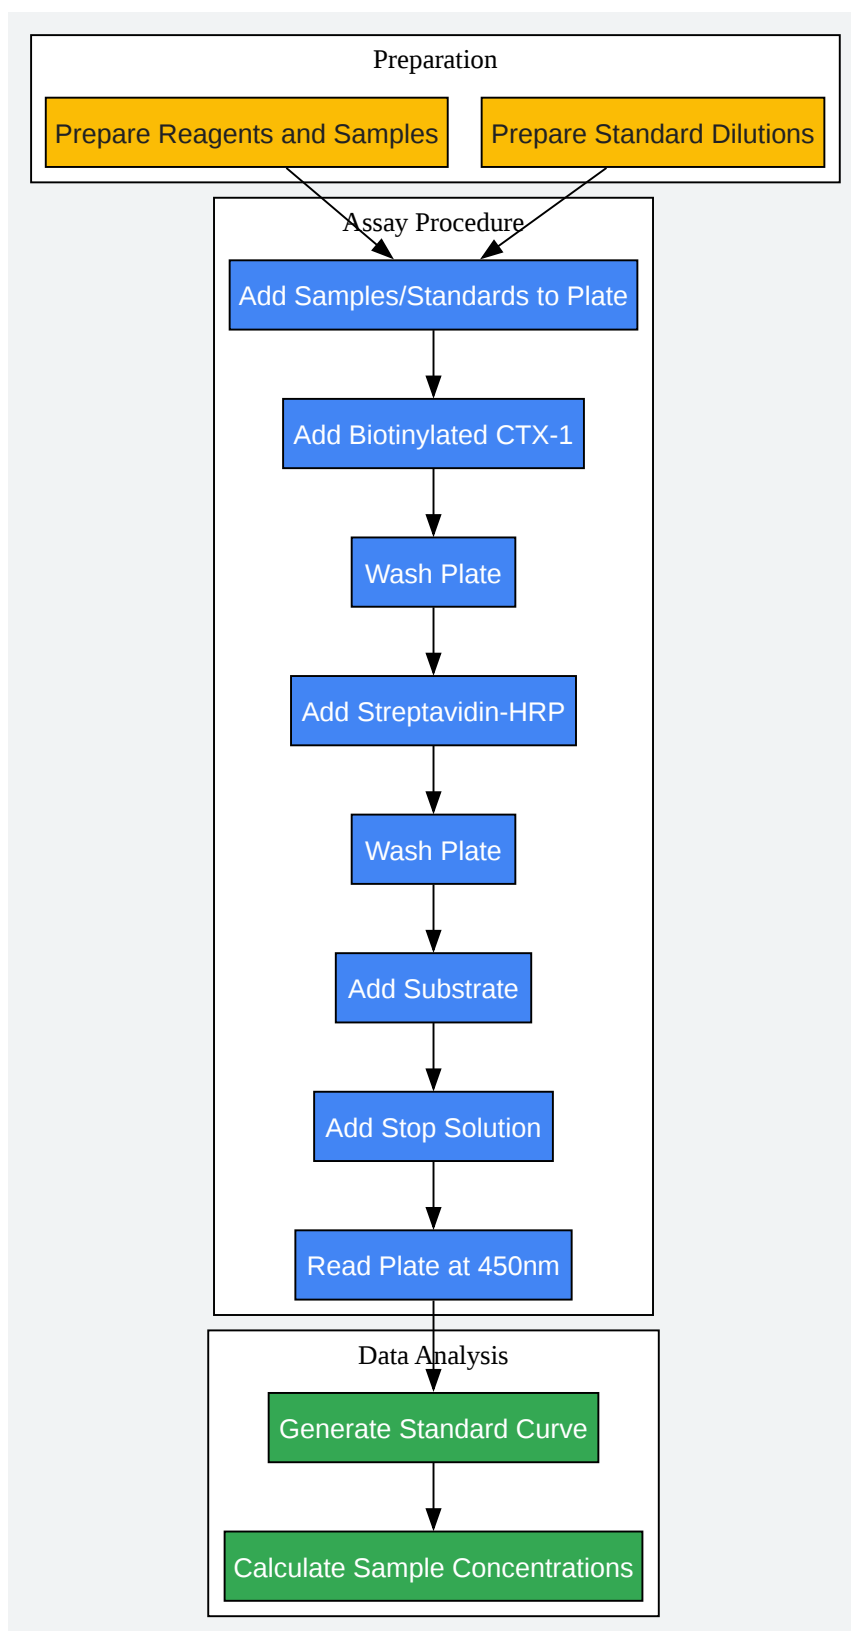 Preparation
Prepare Reagents and Samples
Prepare Standard Dilutions
Assay Procedure
Add Samples/Standards to Plate
Add Biotinylated CTX-1
Wash Plate
Add Streptavidin-HRP
Wash Plate
Add Substrate
Add Stop Solution
Read Plate at 450nm
Data Analysis
Generate Standard Curve
Calculate Sample Concentrations